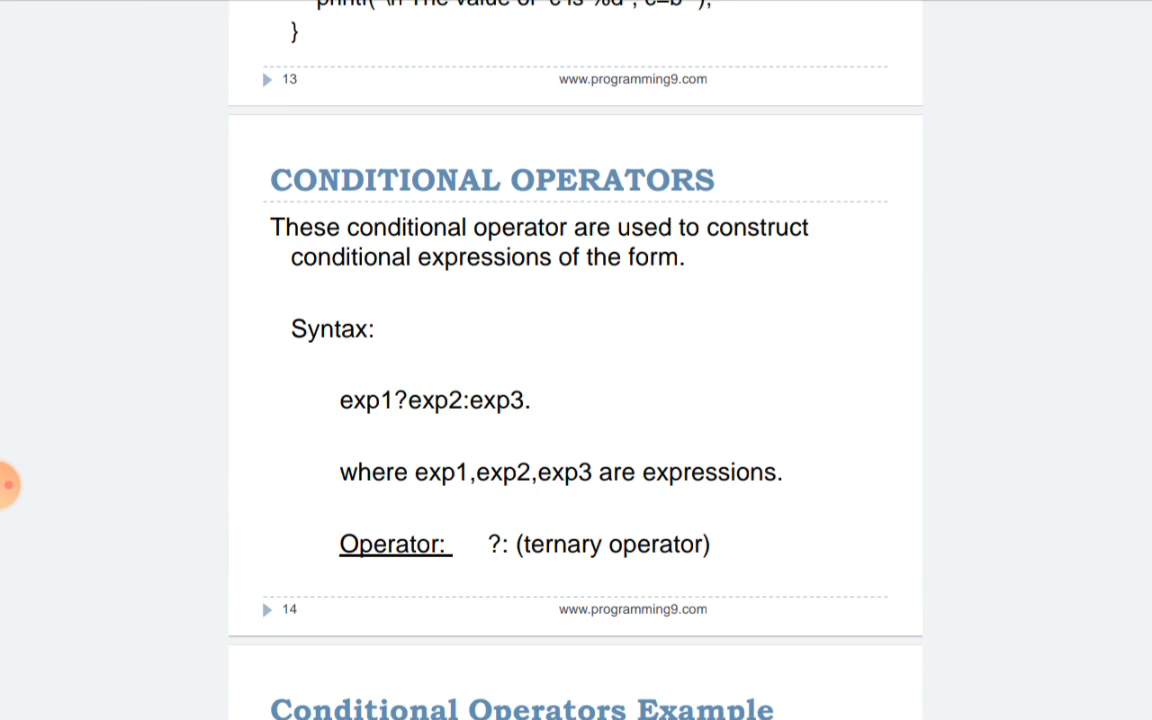 }
13
www.programming9.com
CONDITIONAL OPERATORS
These conditional operator are used to construct
conditional expressions of the form.
Syntax:
exp1?exp2:exp3.
where exp1,exp2,exp3 are expressions.
Operator: ?: (ternary operator)
14
www.programming9.com
Conditional Operators Example